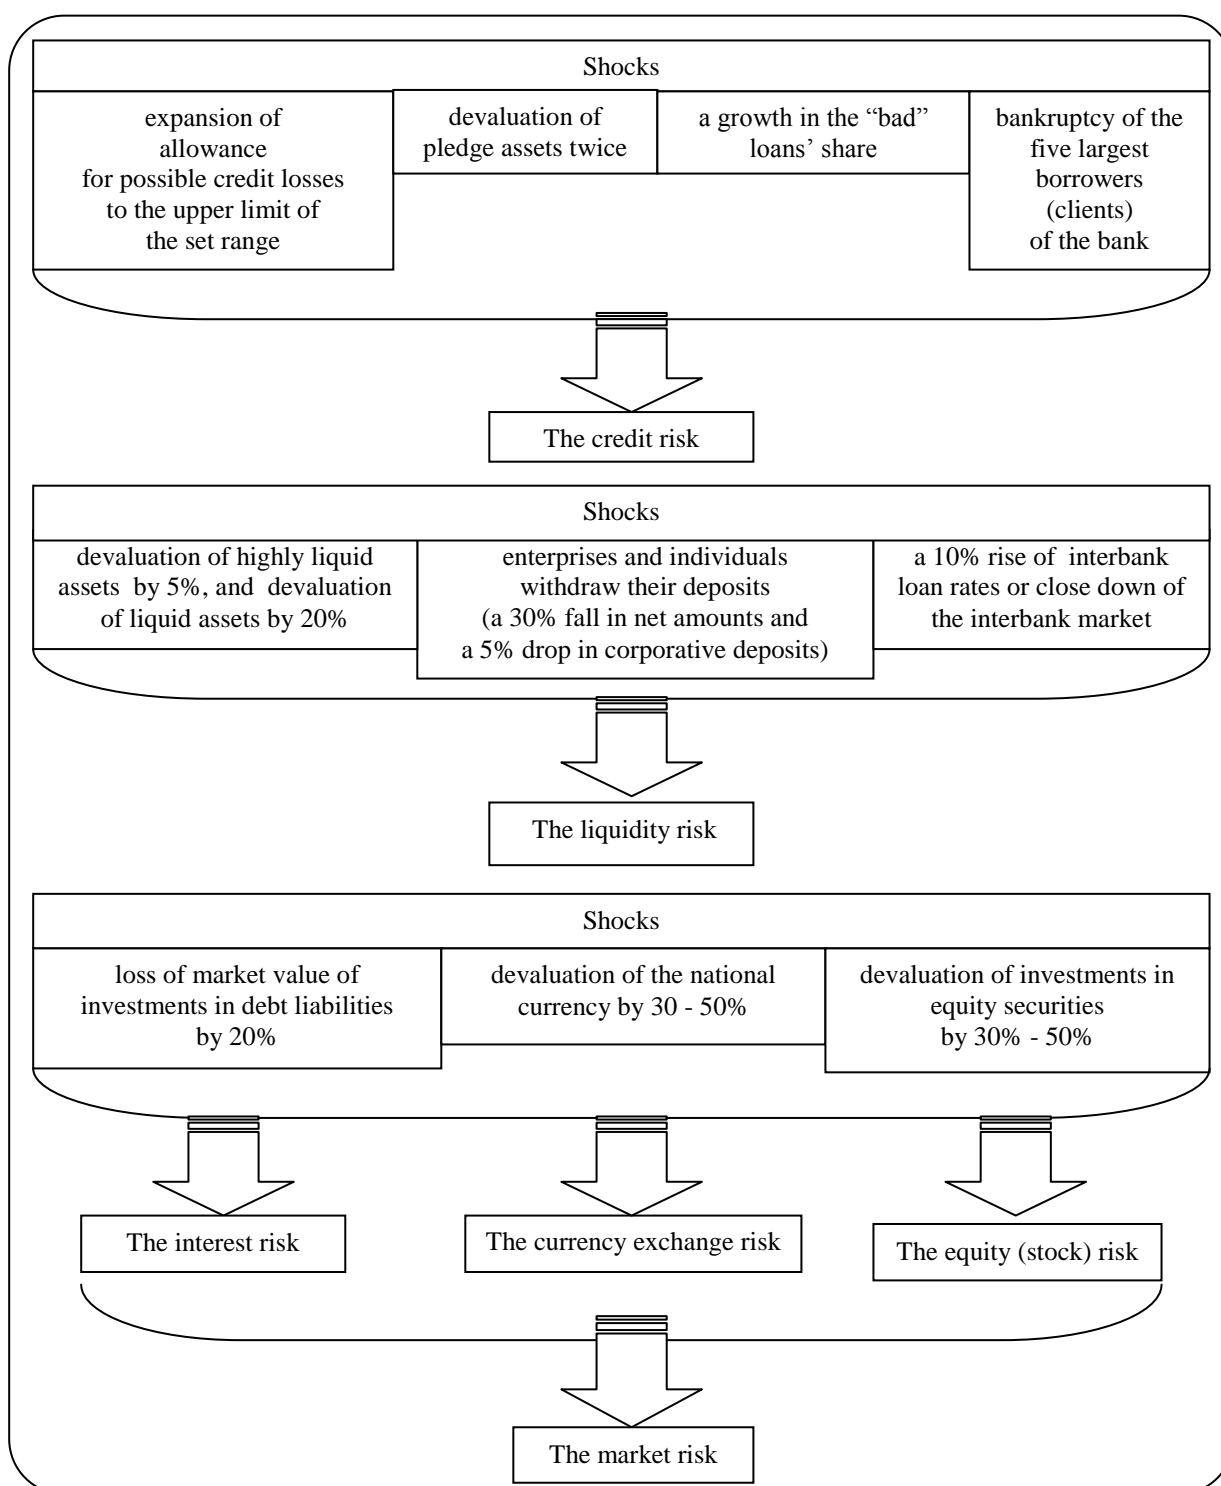 Shocks
expansion of
allowance
for possible credit losses
to the upper limit of
the set range
devaluation of
pledge assets twice
a growth in the “bad”
loans’ share
bankruptcy of the
five largest
borrowers
(clients)
of the bank
The credit risk
Shocks
devaluation of highly liquid
assets by 5%, and devaluation
of liquid assets by 20%
enterprises and individuals
withdraw their deposits
(a 30% fall in net amounts and
a 5% drop in corporative deposits)
a 10% rise of interbank
loan rates or close down of
the interbank market
The liquidity risk
Shocks
loss of market value of
investments in debt liabilities
by 20%
devaluation of the national
currency by 30 - 50%
devaluation of investments in
equity securities
by 30% - 50%
The interest risk
The currency exchange risk
The equity (stock) risk
The market risk